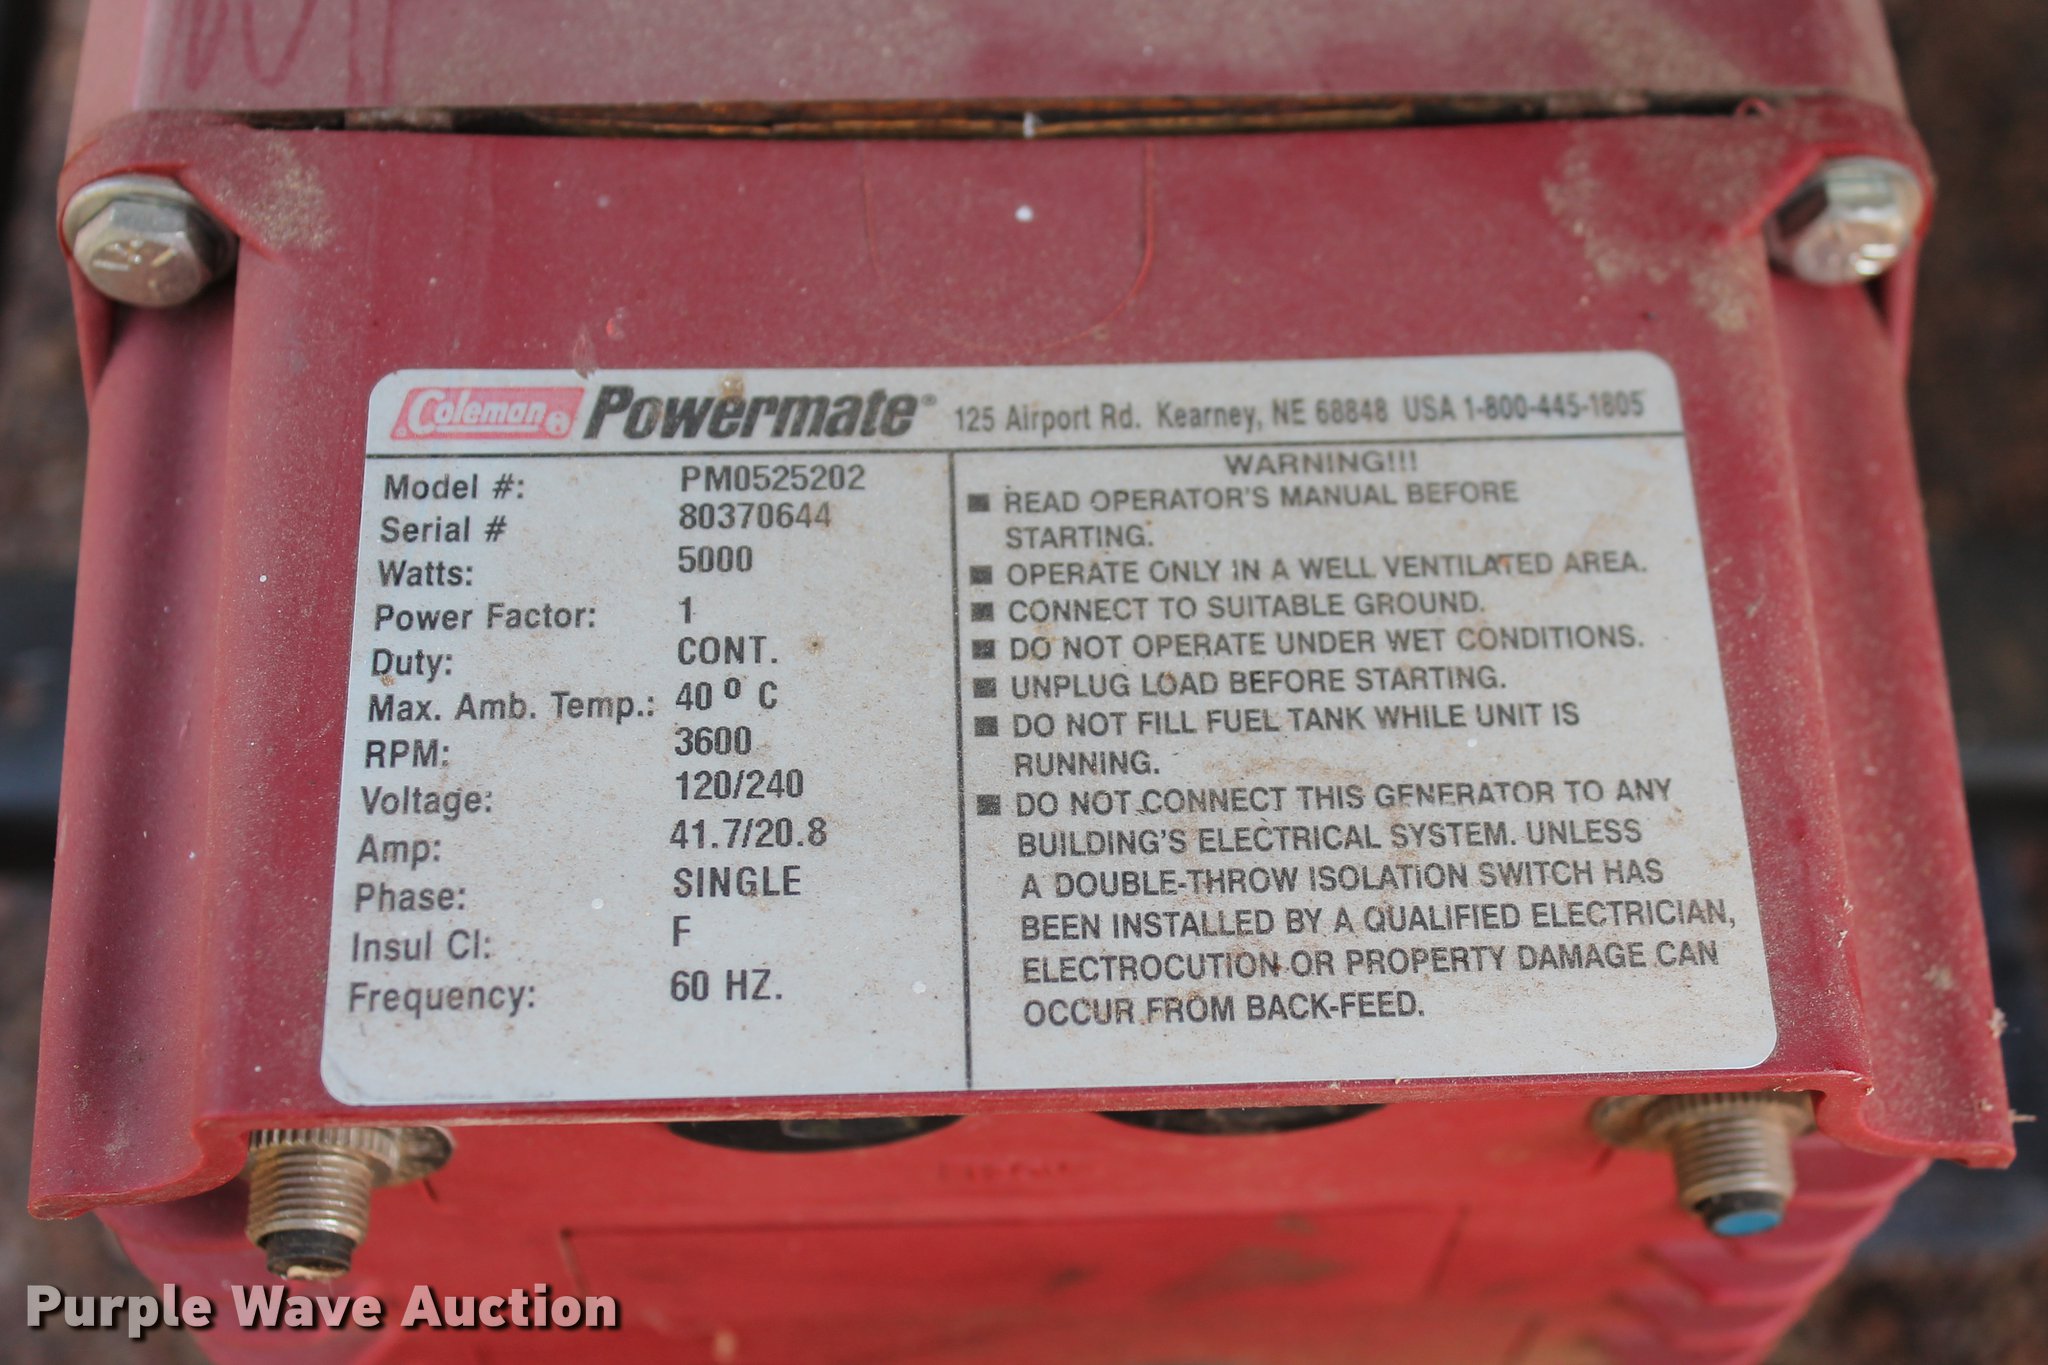 Coleman® Powermate® 125 Airport Rd. Kearney, NE 68848 USA 1-800-445-1805
Model #: PM0525202
Serial # 80370644
Watts: 5000
Power Factor: 1
Duty: CONT.
Max. Amb. Temp.: 40 º C
RPM: 3600
Voltage: 120/240
Amp: 41.7/20.8
Phase: SINGLE
Insul Cl: F
Frequency: 60 HZ.
WARNING!!!
■ READ OPERATOR'S MANUAL BEFORE
STARTING.
■ OPERATE ONLY IN A WELL VENTILATED AREA.
■ CONNECT TO SUITABLE GROUND.
■ DO NOT OPERATE UNDER WET CONDITIONS.
■ UNPLUG LOAD BEFORE STARTING.
■ DO NOT FILL FUEL TANK WHILE UNIT IS
RUNNING.
■ DO NOT CONNECT THIS GENERATOR TO ANY
BUILDING'S ELECTRICAL SYSTEM. UNLESS
A DOUBLE-THROW ISOLATION SWITCH HAS
BEEN INSTALLED BY A QUALIFIED ELECTRICIAN,
ELECTROCUTION OR PROPERTY DAMAGE CAN
OCCUR FROM BACK-FEED.
Purple Wave Auction